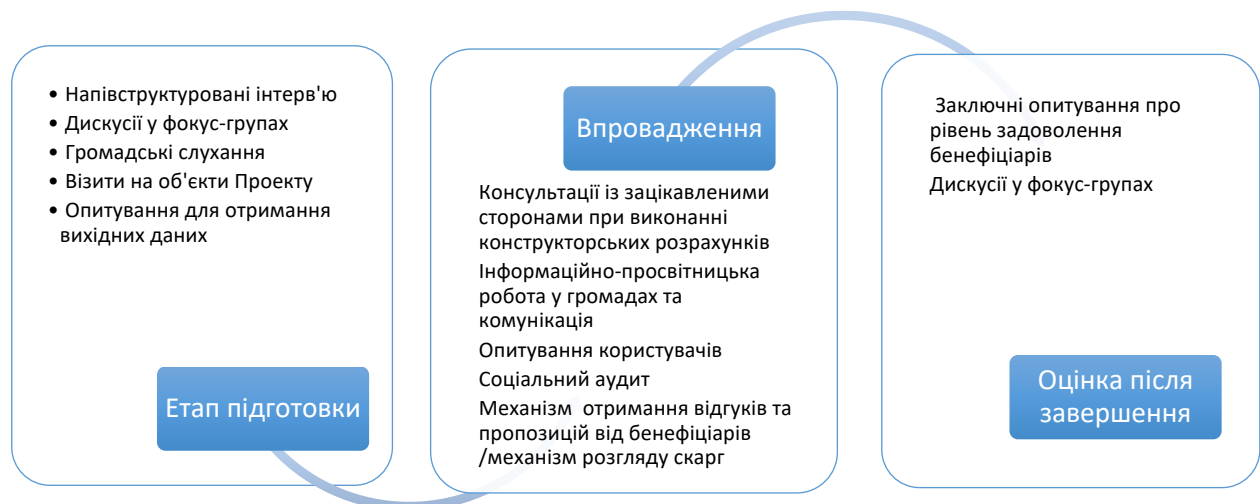 • Напівструктуровані інтерв'ю
• Дискусії у фокус-групах
• Громадські слухання
• Візити на об'єкти Проекту
• Опитування для отримання
вихідних даних
Етап підготовки
Впровадження
Консультації із зацікавленими
сторонами при виконанні
конструкторських розрахунків
Інформаційно-просвітницька
робота у громадах та
комунікація
Опитування користувачів
Соціальний аудит
Механізм отримання відгуків та
пропозицій від бенефіціарів
/механізм розгляду скарг
Заключні опитування про
рівень задоволення
бенефіціарів
Дискусії у фокус-групах
Оцінка після
завершення